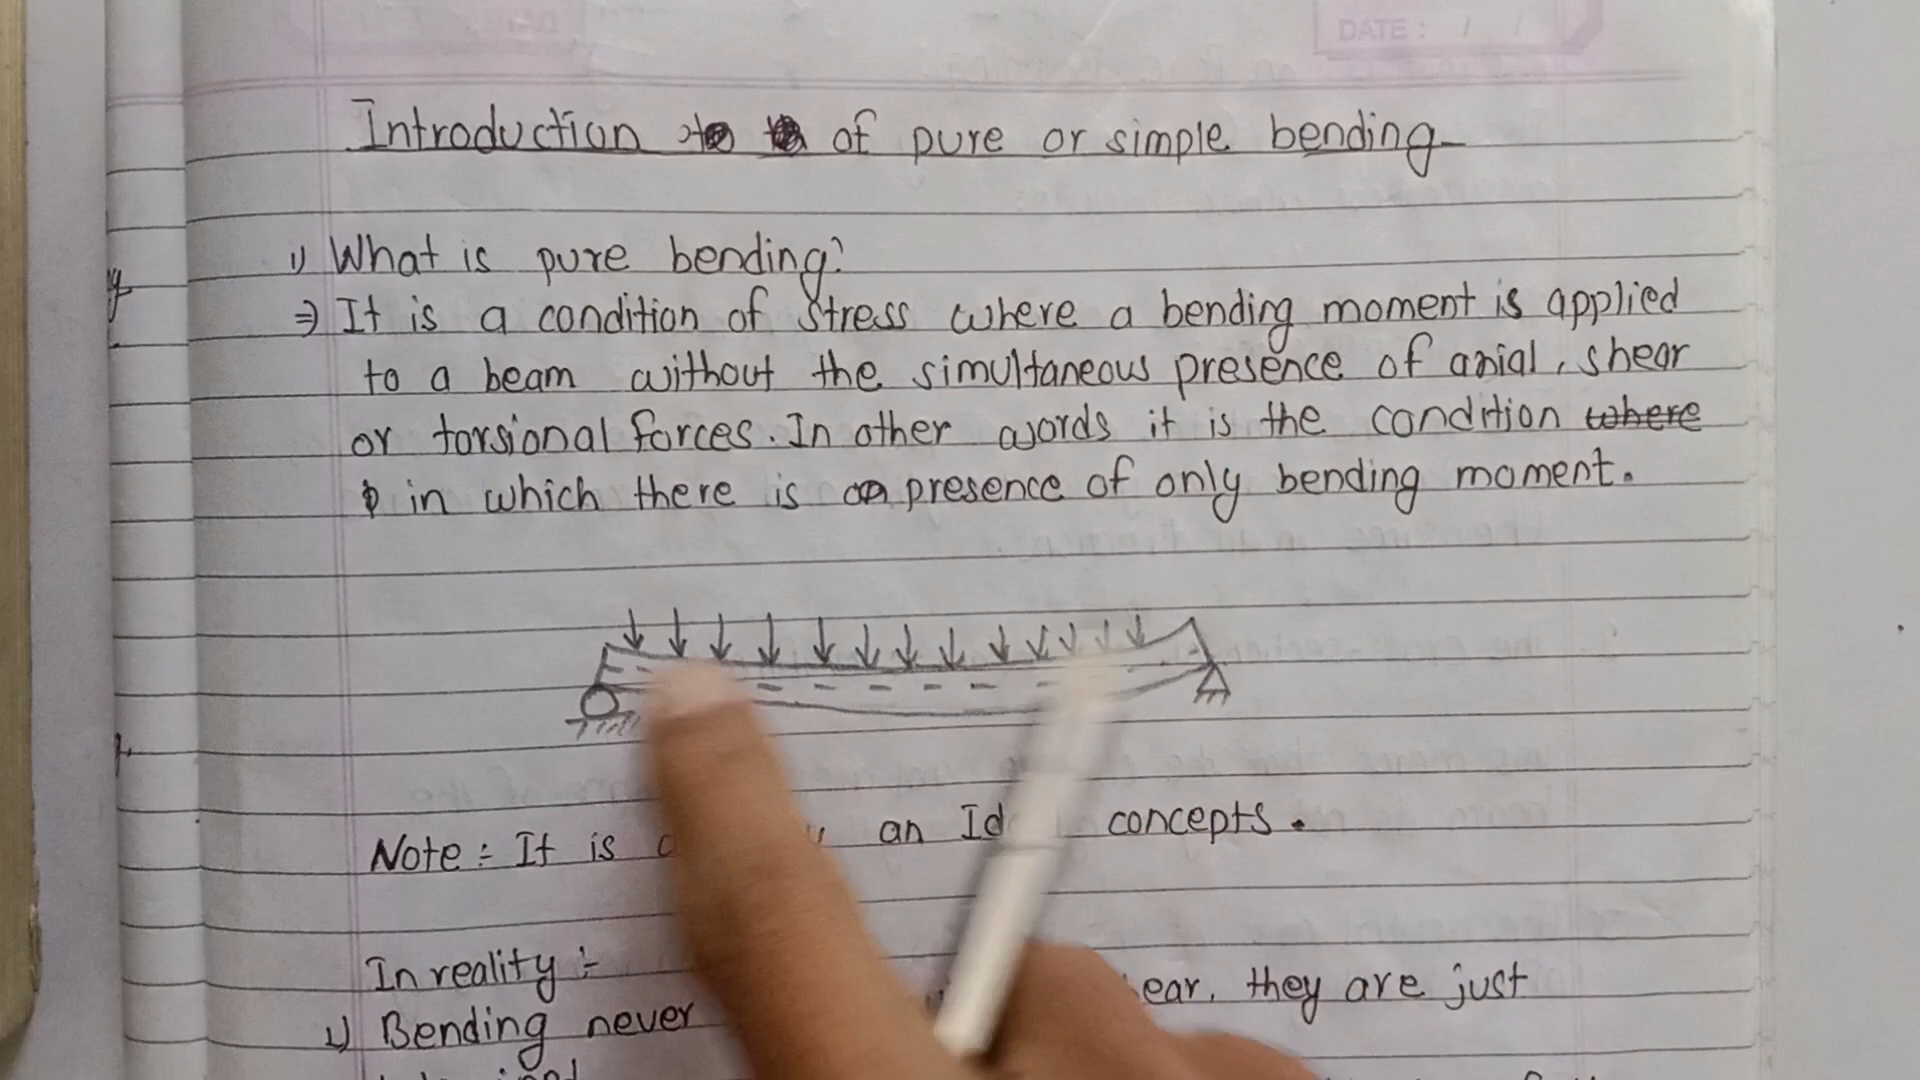 DATE : / /
Introduction of pure or simple bending
1) What is pure bending?
⇒ It is a condition of stress where a bending moment is applied
to a beam without the simultaneous presence of axial, shear
or torsional forces. In other words it is the condition where
in which there is presence of only bending moment.
Note :- It is an concepts.
In reality :-
1) Bending never they are just